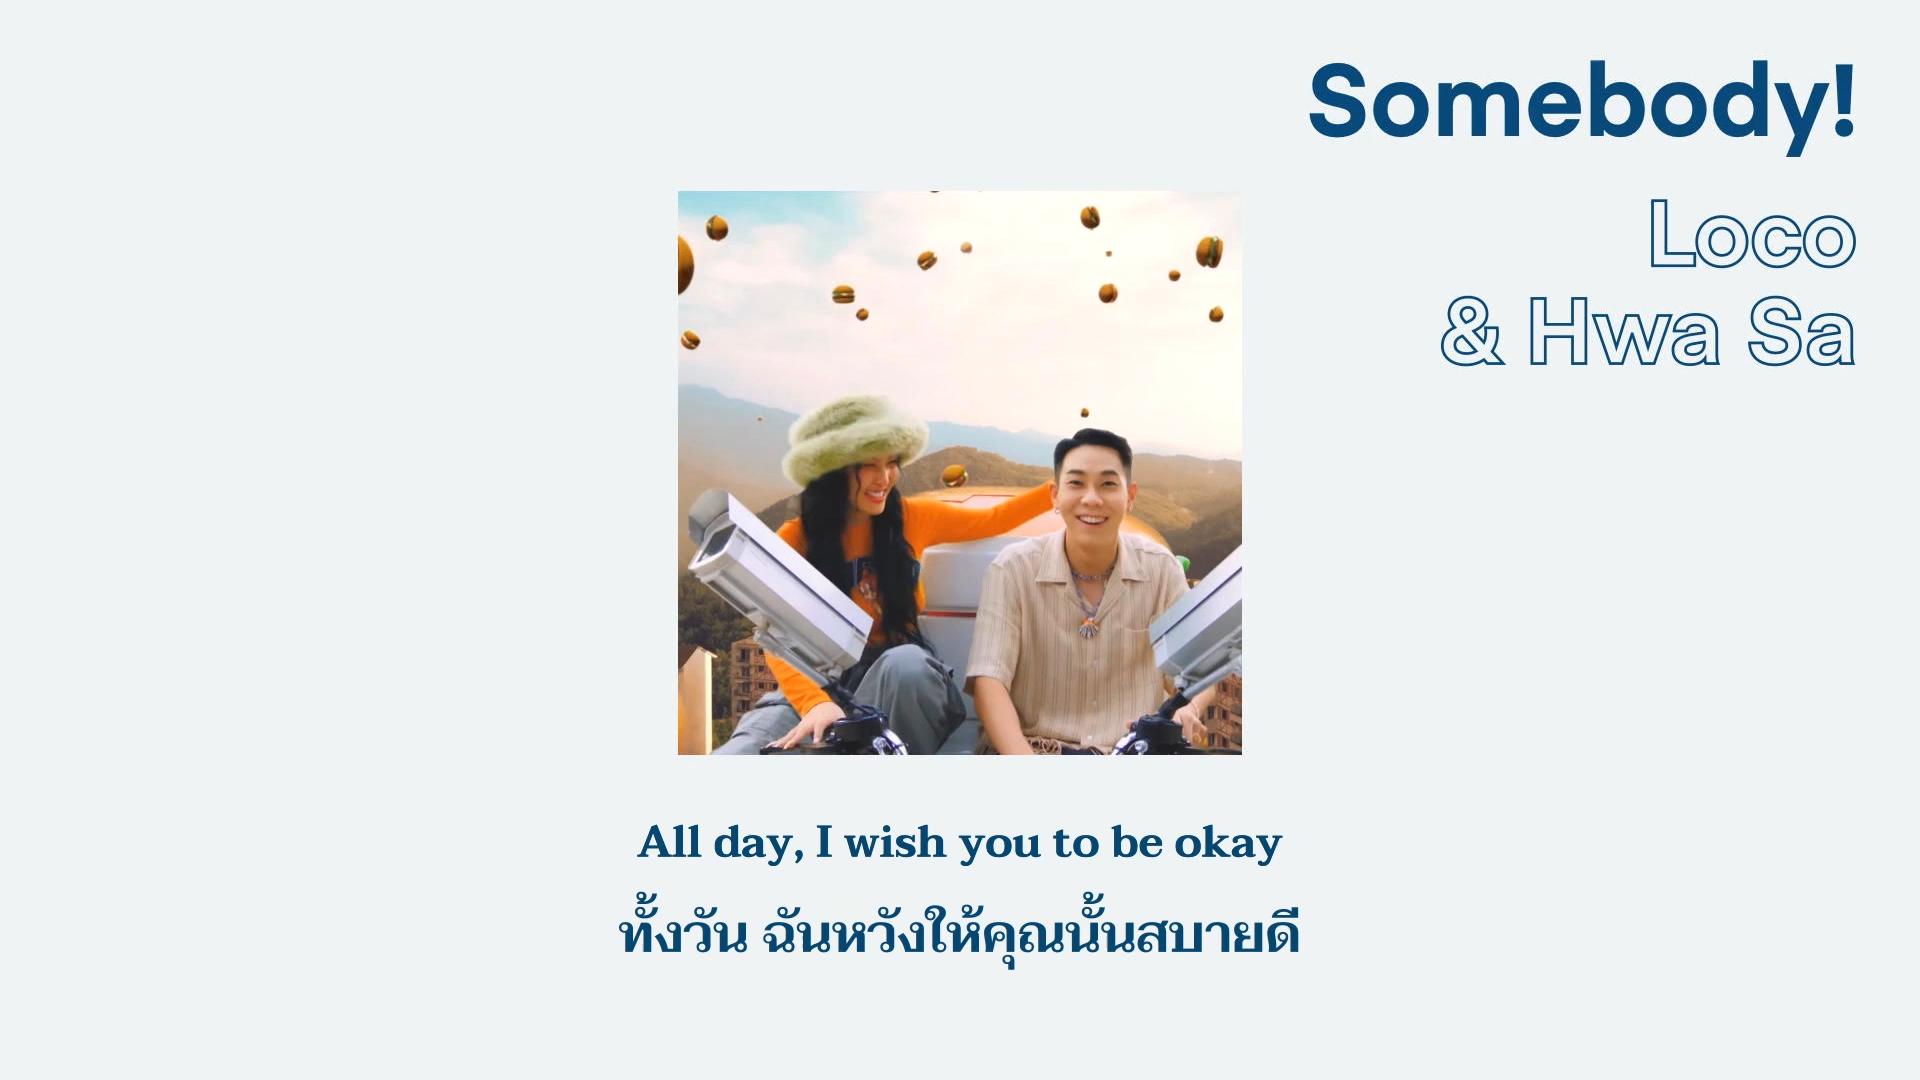 Somebody!
Loco
& Hwa Sa
All day, I wish you to be okay
ทั้งวัน ฉันหวังให้คุณนั้นสบายดี